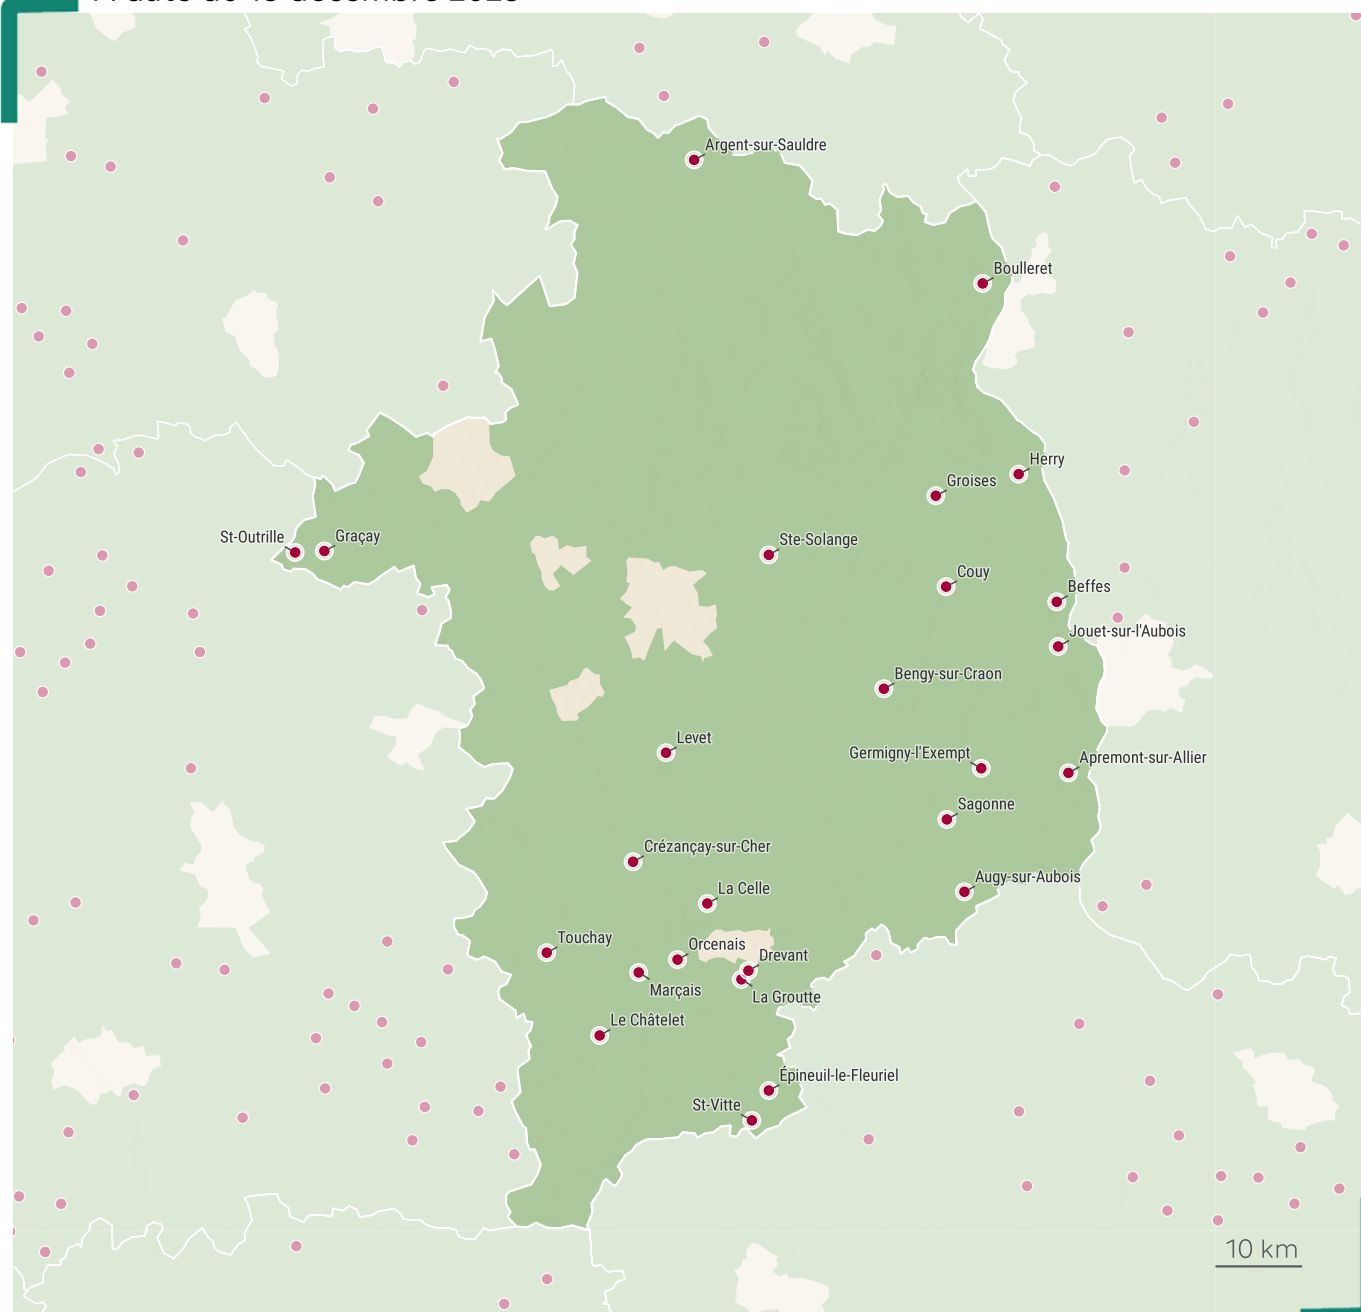 Argent-sur-Sauldre
Boulleret
Herry
Groises
St-Outrille
Graçay
Ste-Solange
Couy
Beffes
Jouet-sur-l'Aubois
Bengy-sur-Craon
Levet
Germigny-l'Exempt
Apremont-sur-Allier
Sagonne
Crézançay-sur-Cher
Augy-sur-Aubois
La Celle
Touchay
Orcenais
Drevant
Marçais
La Groutte
Le Châtelet
Épineuil-le-Fleuriel
St-Vitte
10 km